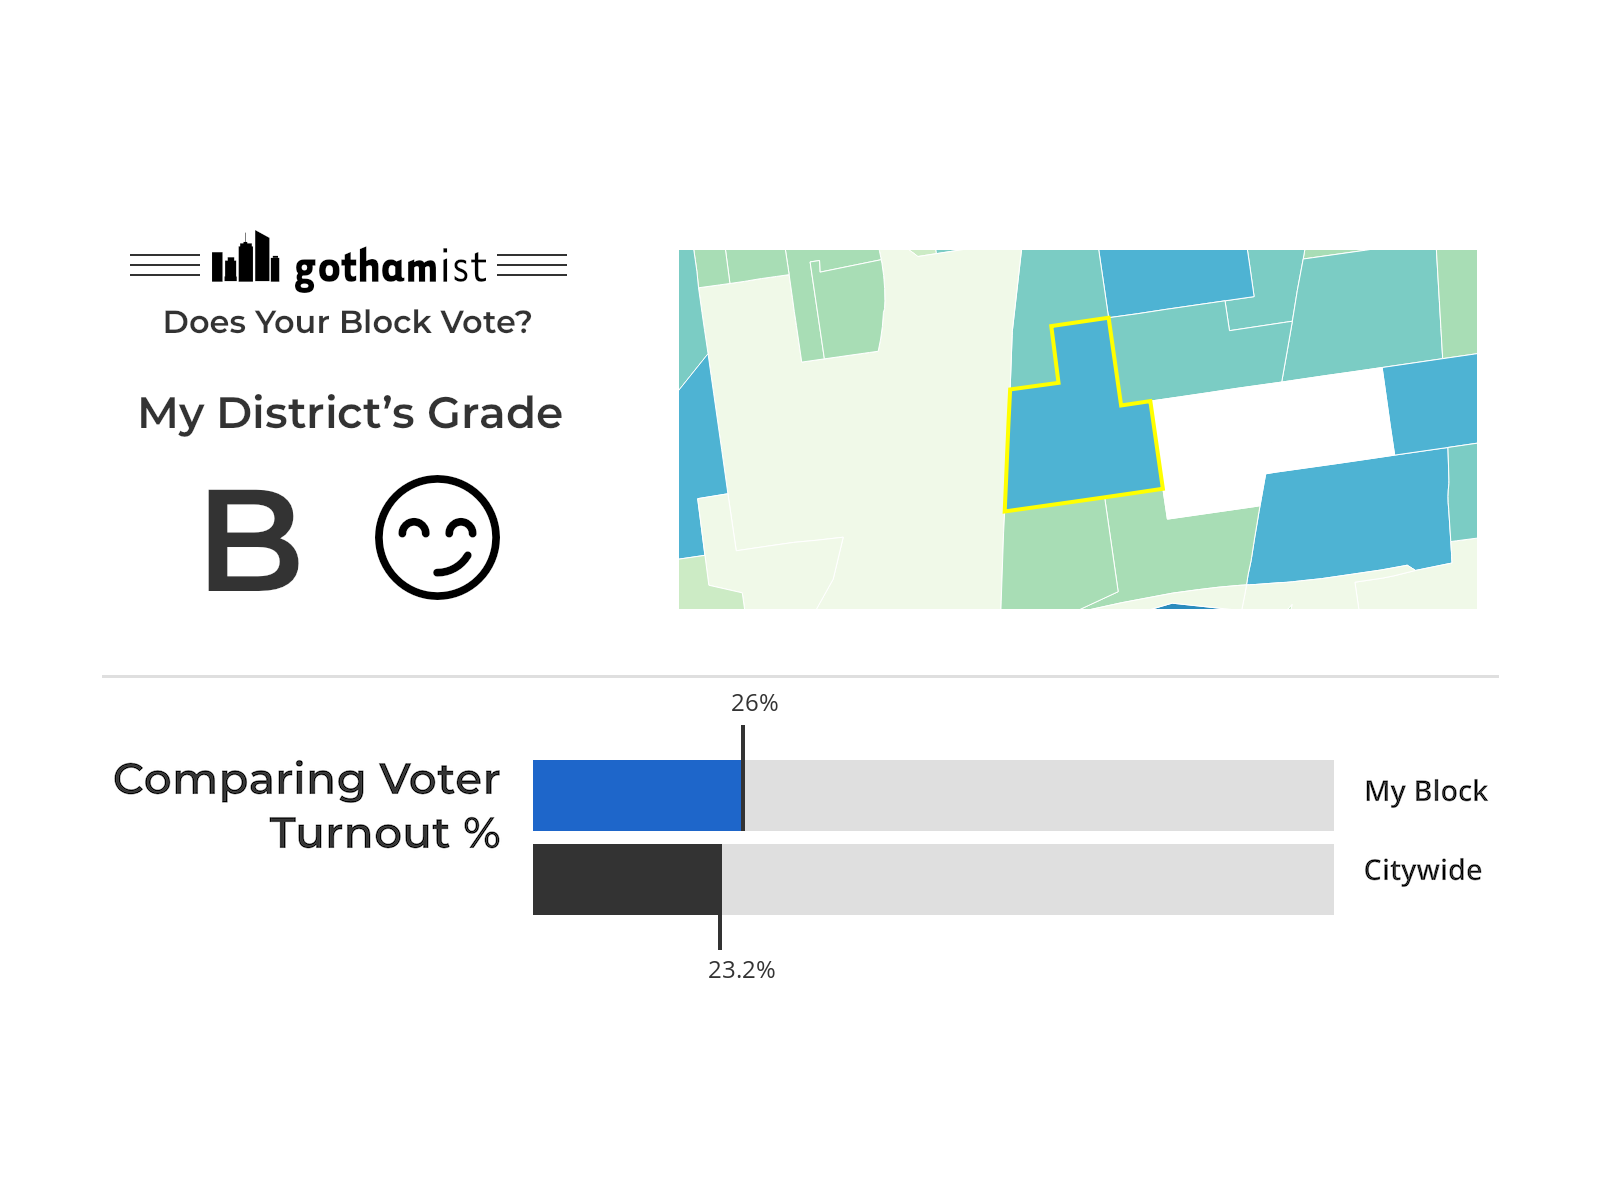 gothamist
Does Your Block Vote?
My District’s Grade
B
26%
Comparing Voter
Turnout %
My Block
Citywide
23.2%